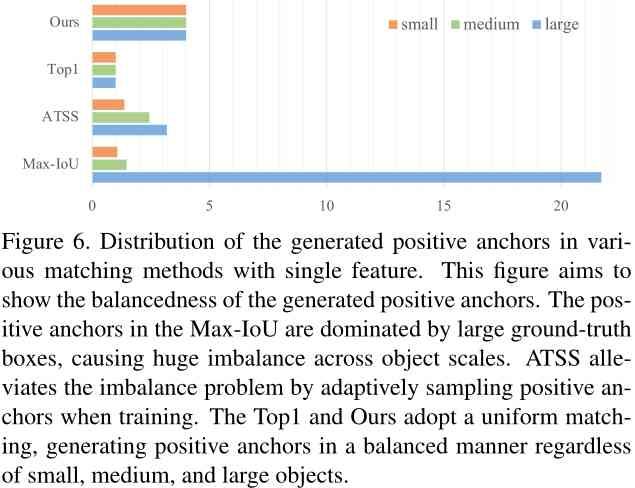 Ours
small medium large
Top1
ATSS
Max-IoU
0 5 10 15 20
Figure 6. Distribution of the generated positive anchors in vari-
ous matching methods with single feature. This figure aims to
show the balancedness of the generated positive anchors. The pos-
itive anchors in the Max-IoU are dominated by large ground-truth
boxes, causing huge imbalance across object scales. ATSS alle-
viates the imbalance problem by adaptively sampling positive an-
chors when training. The Top1 and Ours adopt a uniform match-
ing, generating positive anchors in a balanced manner regardless
of small, medium, and large objects.